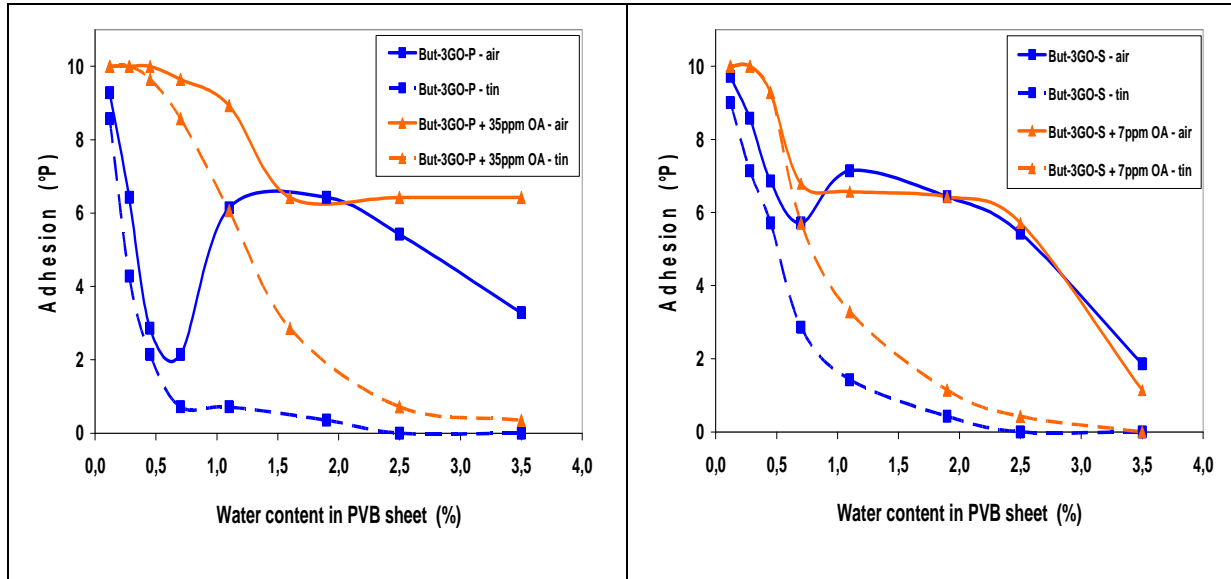 But-3GO-P - air
But-3GO-P - tin
But-3GO-P + 35ppm OA - air
But-3GO-P + 35ppm OA - tin
10
8
6
4
2
0
Adhesion (°P)
0,0 0,5 1,0 1,5 2,0 2,5 3,0 3,5 4,0
Water content in PVB sheet (%)
But-3GO-S - air
But-3GO-S - tin
But-3GO-S + 7ppm OA - air
But-3GO-S + 7ppm OA - tin
10
8
6
4
2
0
Adhesion (°P)
0,0 0,5 1,0 1,5 2,0 2,5 3,0 3,5 4,0
Water content in PVB sheet (%)